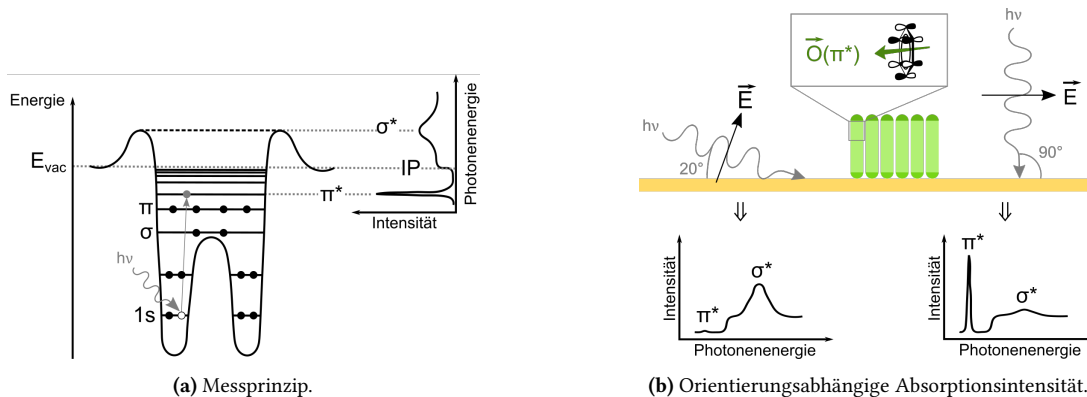 Energie
E_vac
π
σ
hν
1s
σ*
IP
π*
Intensität
Photonenenergie
(a) Messprinzip.
hν
20°
E
O(π*)
hν
E
90°
⇓
⇓
Intensität
π*
σ*
Photonenenergie
Intensität
π*
σ*
Photonenenergie
(b) Orientierungsabhängige Absorptionsintensität.